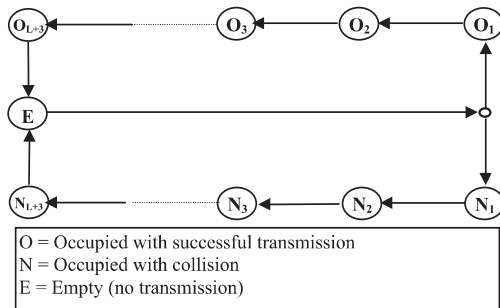 O_{L+3} O_3 O_2 O_1
E
N_{L+3} N_3 N_2 N_1
O = Occupied with successful transmission
N = Occupied with collision
E = Empty (no transmission)